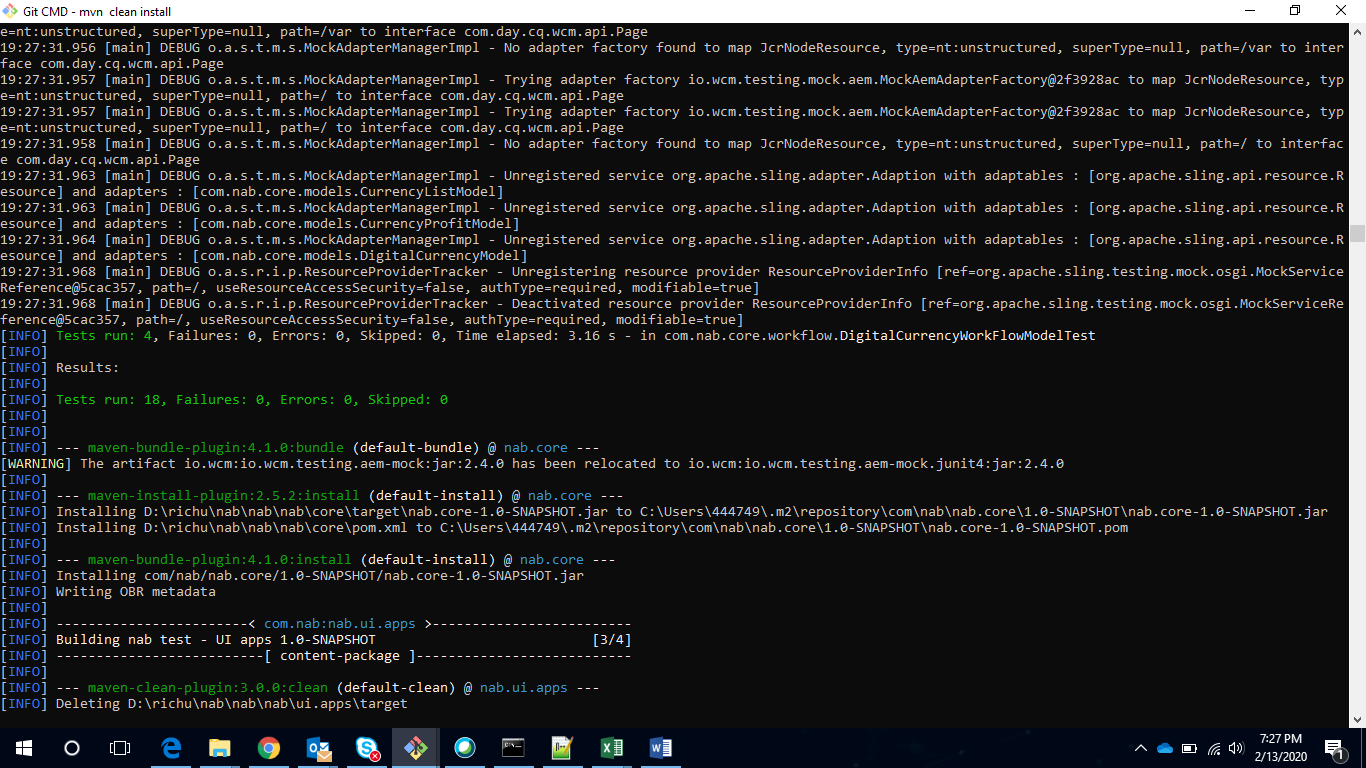 Git CMD - mvn  clean install
e=nt:unstructured, superType=null, path=/var to interface com.day.cq.wcm.api.Page
19:27:31.956 [main] DEBUG o.a.s.t.m.MockAdapterManagerImpl - No adapter factory found to map JcrNodeResource, type=nt:unstructured, superType=null, path=/var to inter
face com.day.cq.wcm.api.Page
19:27:31.957 [main] DEBUG o.a.s.t.m.MockAdapterManagerImpl - Trying adapter factory io.wcm.testing.mock.aem.MockAemAdapterFactory@2f3928ac to map JcrNodeResource, typ
e=nt:unstructured, superType=null, path=/ to interface com.day.cq.wcm.api.Page
19:27:31.957 [main] DEBUG o.a.s.t.m.MockAdapterManagerImpl - Trying adapter factory io.wcm.testing.mock.aem.MockAemAdapterFactory@2f3928ac to map JcrNodeResource, typ
e=nt:unstructured, superType=null, path=/ to interface com.day.cq.wcm.api.Page
19:27:31.958 [main] DEBUG o.a.s.t.m.MockAdapterManagerImpl - No adapter factory found to map JcrNodeResource, type=nt:unstructured, superType=null, path=/ to interfac
e com.day.cq.wcm.api.Page
19:27:31.963 [main] DEBUG o.a.s.t.m.MockAdapterManagerImpl - Unregistered service org.apache.sling.adapter.Adaption with adaptables : [org.apache.sling.api.resource.R
esource] and adapters : [com.nab.core.models.CurrencyListModel]
19:27:31.963 [main] DEBUG o.a.s.t.m.MockAdapterManagerImpl - Unregistered service org.apache.sling.adapter.Adaption with adaptables : [org.apache.sling.api.resource.R
esource] and adapters : [com.nab.core.models.CurrencyProfitModel]
19:27:31.964 [main] DEBUG o.a.s.t.m.MockAdapterManagerImpl - Unregistered service org.apache.sling.adapter.Adaption with adaptables : [org.apache.sling.api.resource.R
esource] and adapters : [com.nab.core.models.DigitalCurrencyModel]
19:27:31.968 [main] DEBUG o.a.s.r.i.p.ResourceProviderTracker - Unregistering resource provider ResourceProviderInfo [ref=org.apache.sling.testing.mock.osgi.MockService
Reference@5cac357, path=/, useResourceAccessSecurity=false, authType=required, modifiable=true]
19:27:31.968 [main] DEBUG o.a.s.r.i.p.ResourceProviderTracker - Deactivated resource provider ResourceProviderInfo [ref=org.apache.sling.testing.mock.osgi.MockServiceRe
ference@5cac357, path=/, useResourceAccessSecurity=false, authType=required, modifiable=true]
[INFO] Tests run: 4, Failures: 0, Errors: 0, Skipped: 0, Time elapsed: 3.16 s - in com.nab.core.workflow.DigitalCurrencyWorkFlowModelTest
[INFO]
[INFO] Results:
[INFO]
[INFO] Tests run: 18, Failures: 0, Errors: 0, Skipped: 0
[INFO]
[INFO]
[INFO] --- maven-bundle-plugin:4.1.0:bundle (default-bundle) @ nab.core ---
[WARNING] The artifact io.wcm:io.wcm.testing.aem-mock:jar:2.4.0 has been relocated to io.wcm:io.wcm.testing.aem-mock.junit4:jar:2.4.0
[INFO]
[INFO] --- maven-install-plugin:2.5.2:install (default-install) @ nab.core ---
[INFO] Installing D:\richu\nab\nab\nab\core\target\nab.core-1.0-SNAPSHOT.jar to C:\Users\444749\.m2\repository\com\nab\nab.core\1.0-SNAPSHOT\nab.core-1.0-SNAPSHOT.jar
[INFO] Installing D:\richu\nab\nab\nab\core\pom.xml to C:\Users\444749\.m2\repository\com\nab\nab.core\1.0-SNAPSHOT\nab.core-1.0-SNAPSHOT.pom
[INFO]
[INFO] --- maven-bundle-plugin:4.1.0:install (default-install) @ nab.core ---
[INFO] Installing com/nab/nab.core/1.0-SNAPSHOT/nab.core-1.0-SNAPSHOT.jar
[INFO] Writing OBR metadata
[INFO]
[INFO] ------------------------< com.nab:nab.ui.apps >-------------------------
[INFO] Building nab test - UI apps 1.0-SNAPSHOT                           [3/4]
[INFO] --------------------------[ content-package ]---------------------------
[INFO]
[INFO] --- maven-clean-plugin:3.0.0:clean (default-clean) @ nab.ui.apps ---
[INFO] Deleting D:\richu\nab\nab\nab\ui.apps\target
7:27 PM
2/13/2020
1